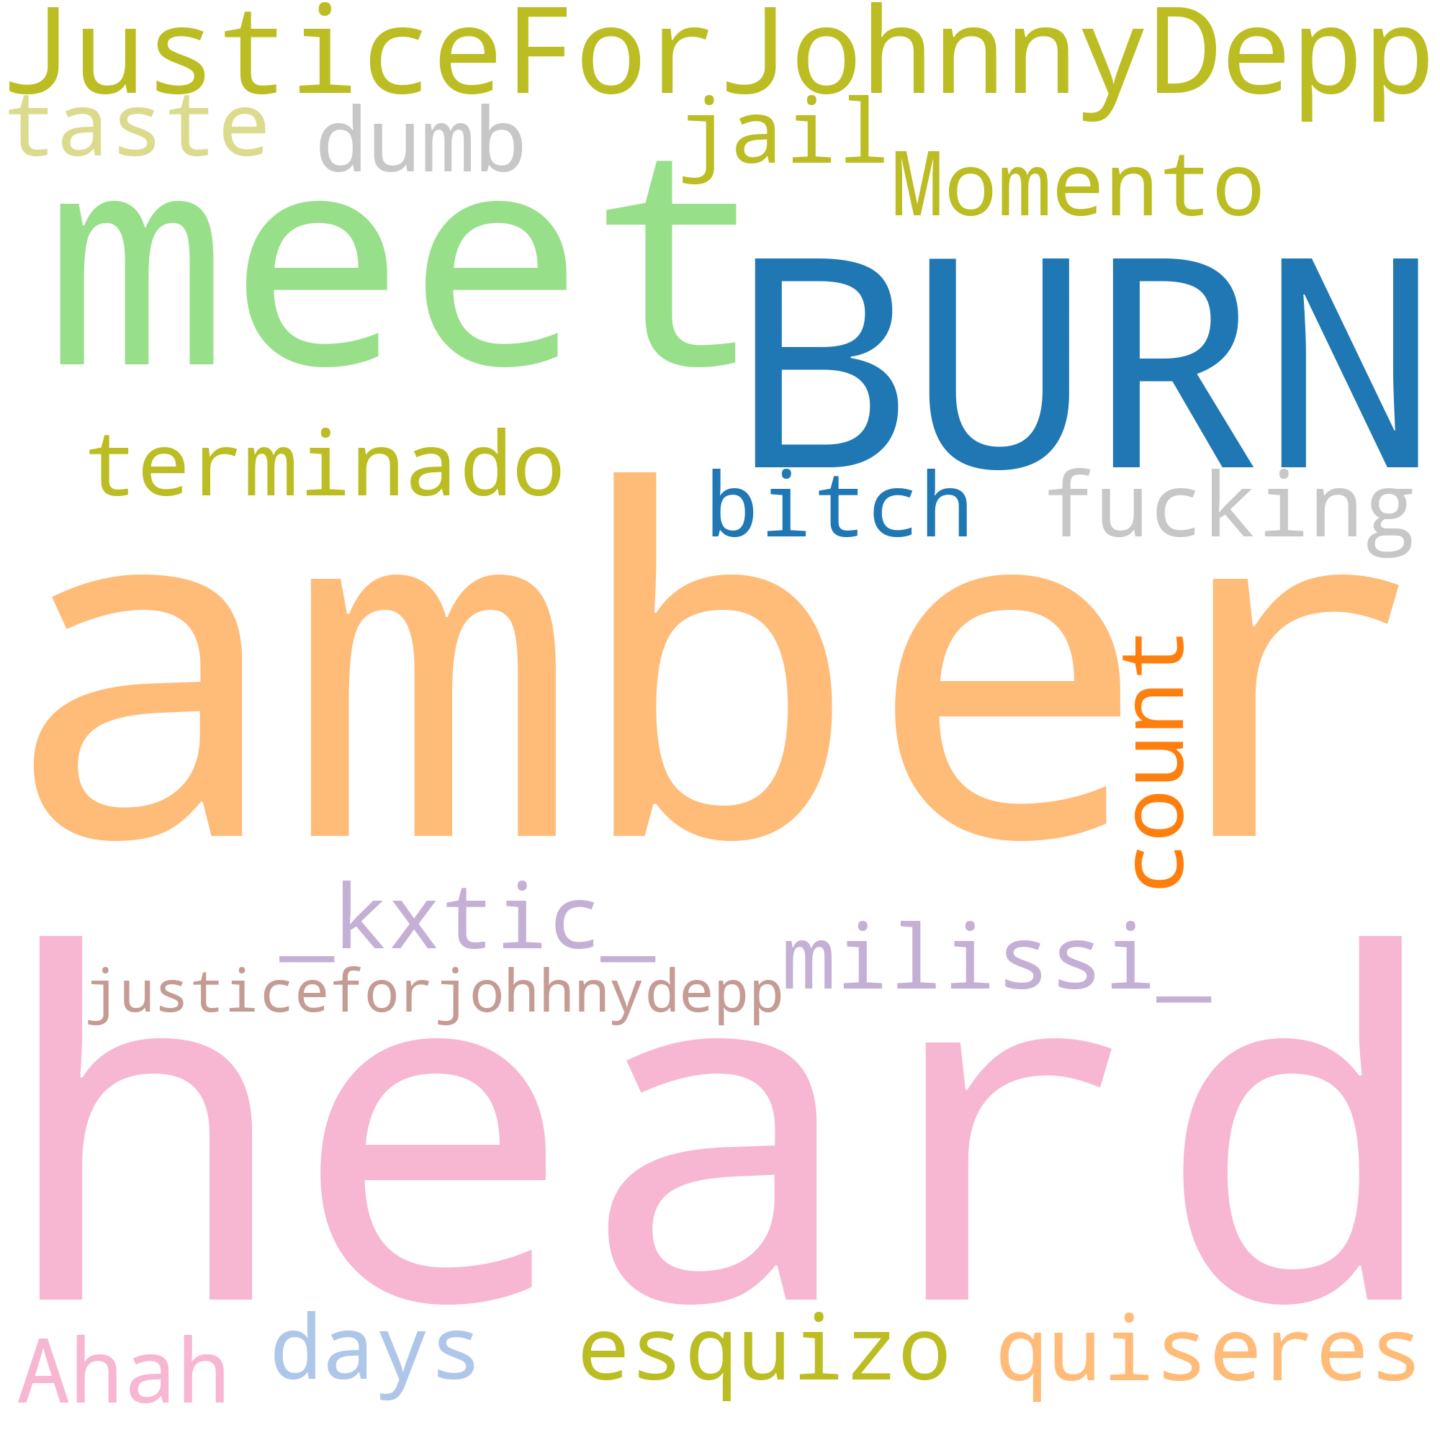 JusticeForJohnnyDepp
taste dumb jail
Momento
meet
BURN
terminado
bitch fucking
amber
count
_kxtic_
milissi_
justiceforjohhnydepp
heard
Ahah days esquizo quiseres